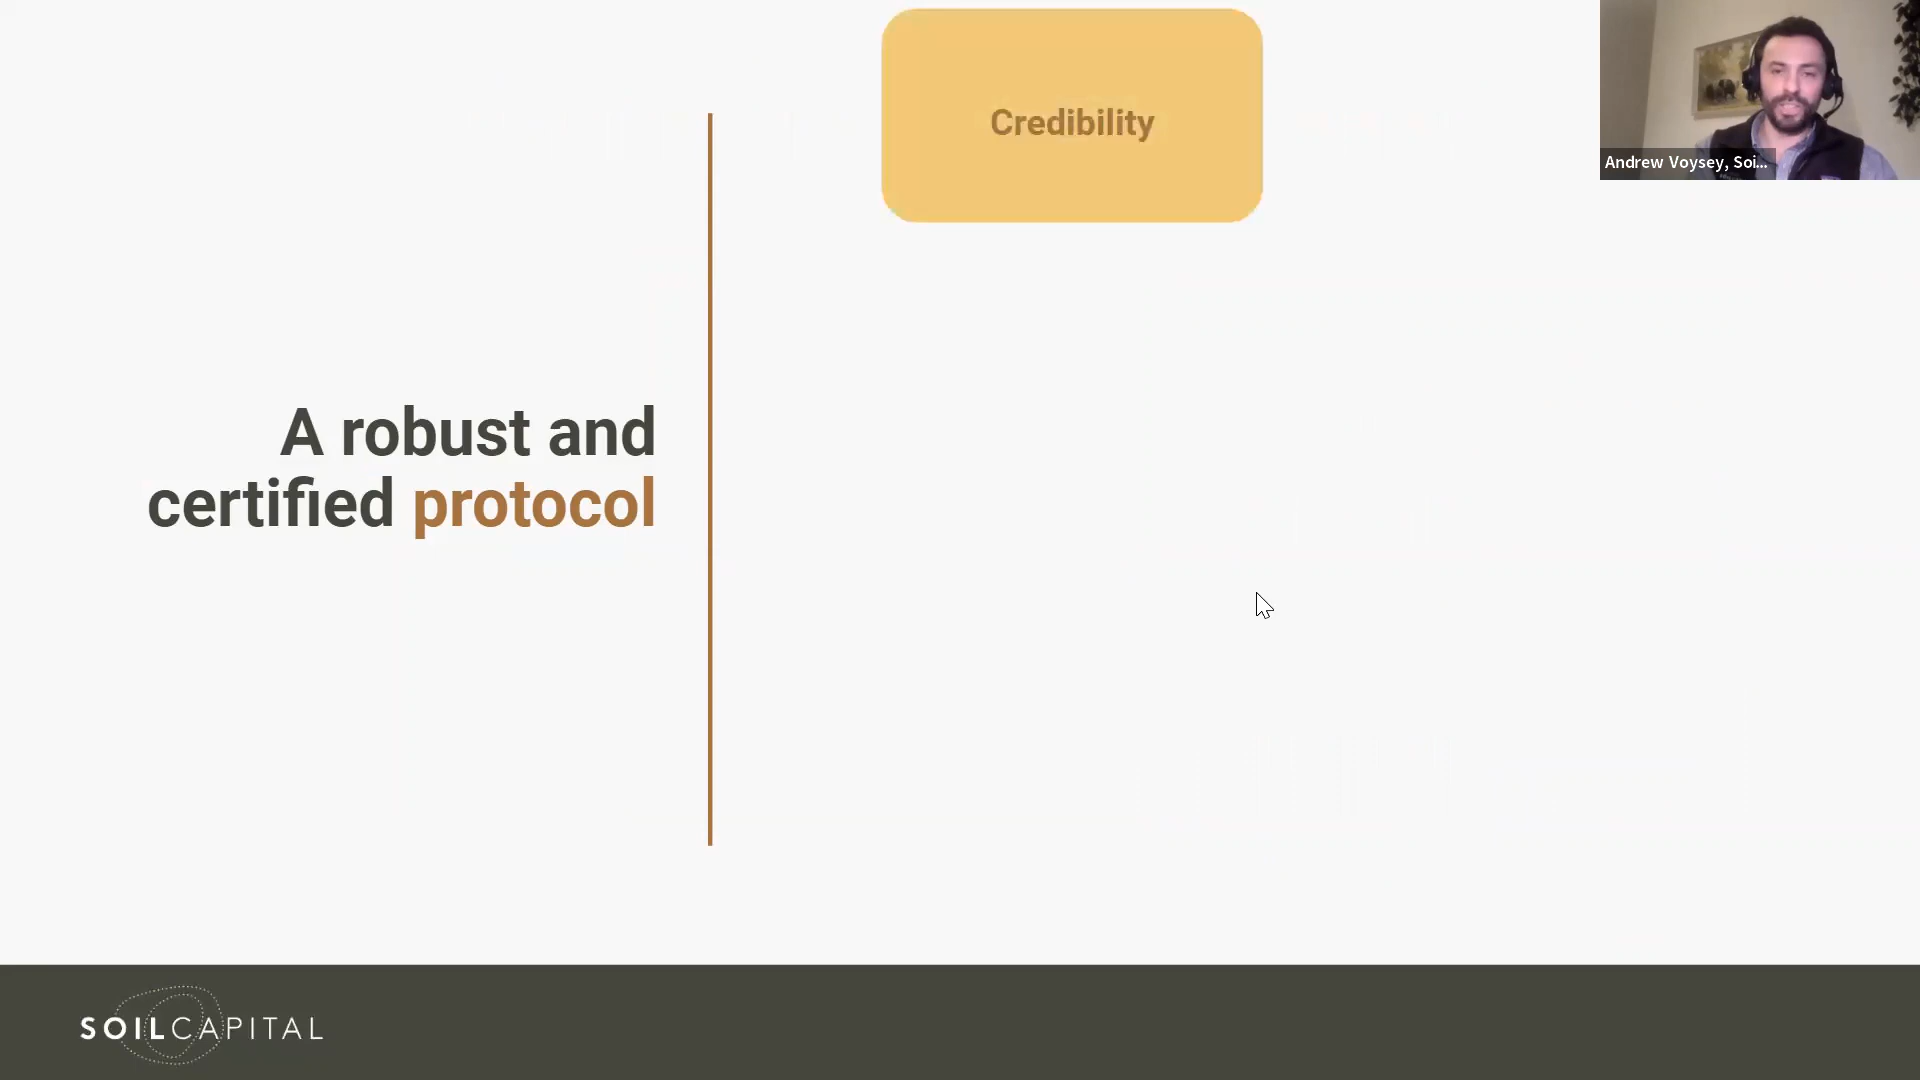 Credibility
Andrew Voysey, Soi...
A robust and
certified protocol
SOILCAPITAL